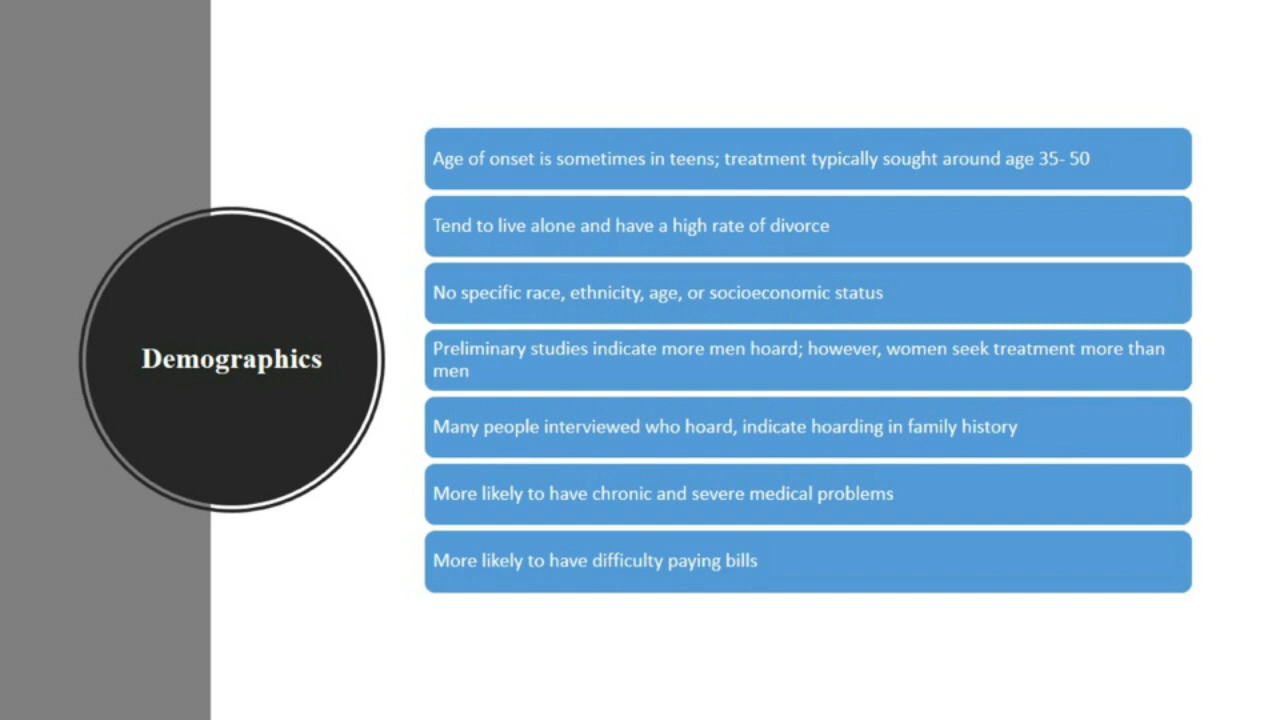 Demographics
Age of onset is sometimes in teens; treatment typically sought around age 35- 50
Tend to live alone and have a high rate of divorce
No specific race, ethnicity, age, or socioeconomic status
Preliminary studies indicate more men hoard; however, women seek treatment more than
men
Many people interviewed who hoard, indicate hoarding in family history
More likely to have chronic and severe medical problems
More likely to have difficulty paying bills